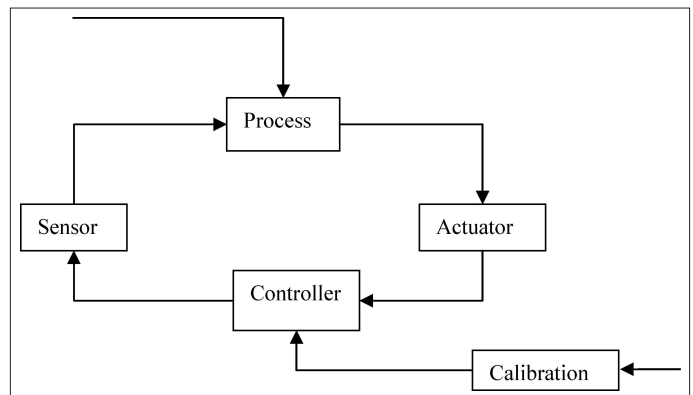 Process
Sensor
Actuator
Controller
Calibration